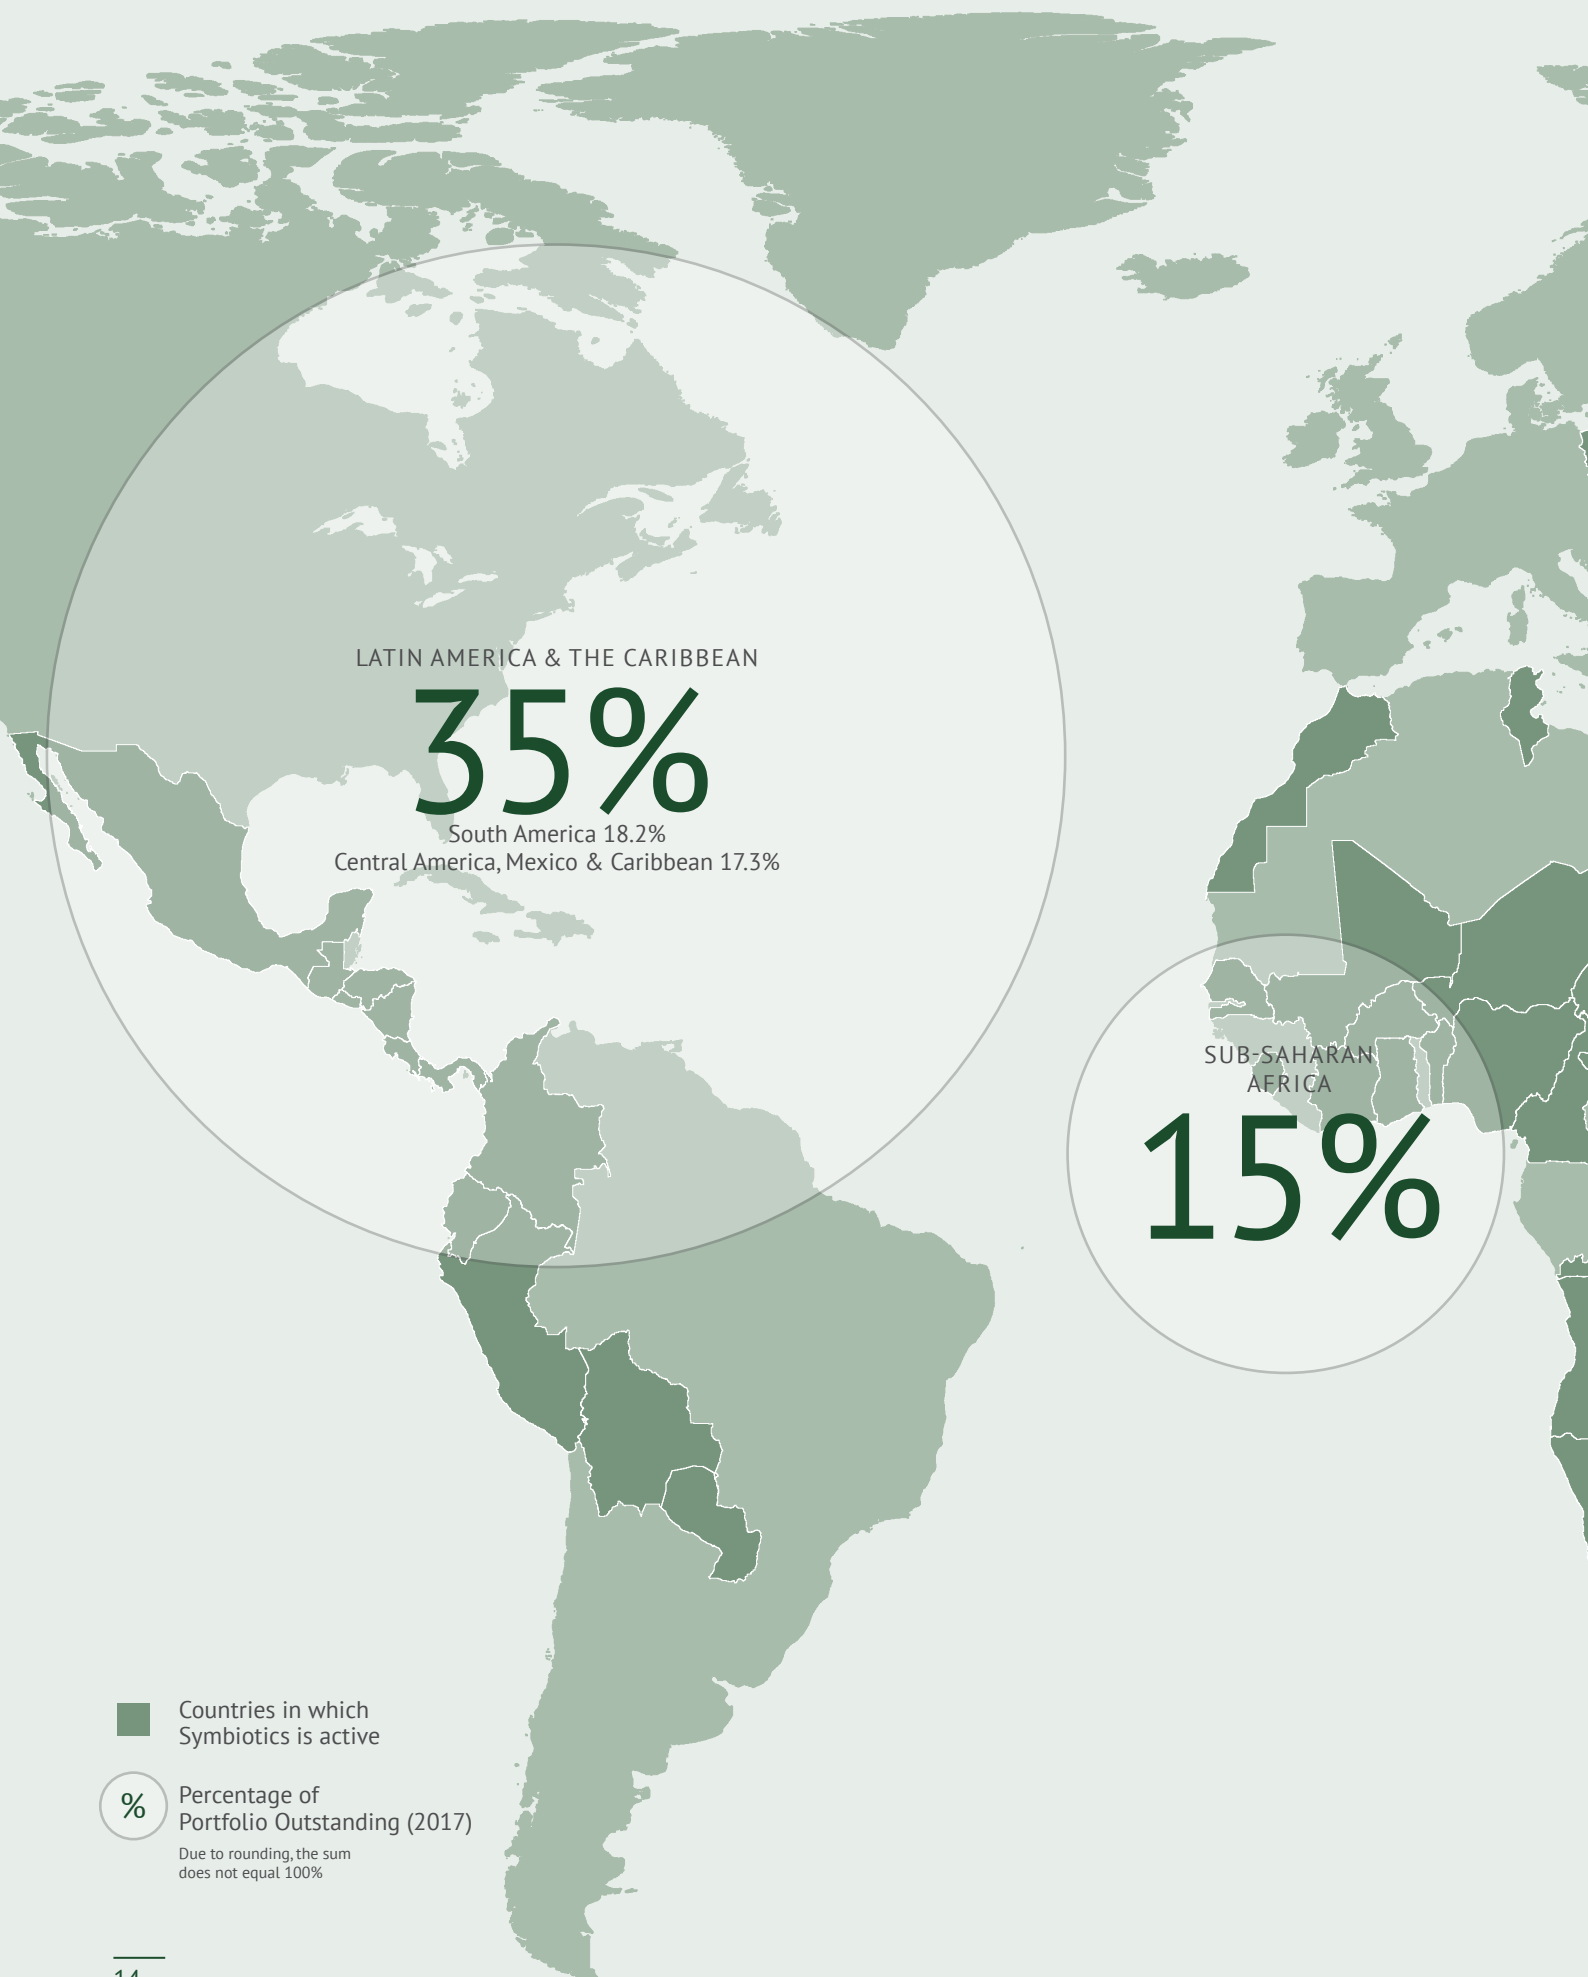 LATIN AMERICA & THE CARIBBEAN
35%
South America 18.2%
Central America, Mexico & Caribbean 17.3%
SUB-SAHARAN
AFRICA
15%
Countries in which
Symbiotics is active
%
Percentage of
Portfolio Outstanding (2017)
Due to rounding, the sum
does not equal 100%
14